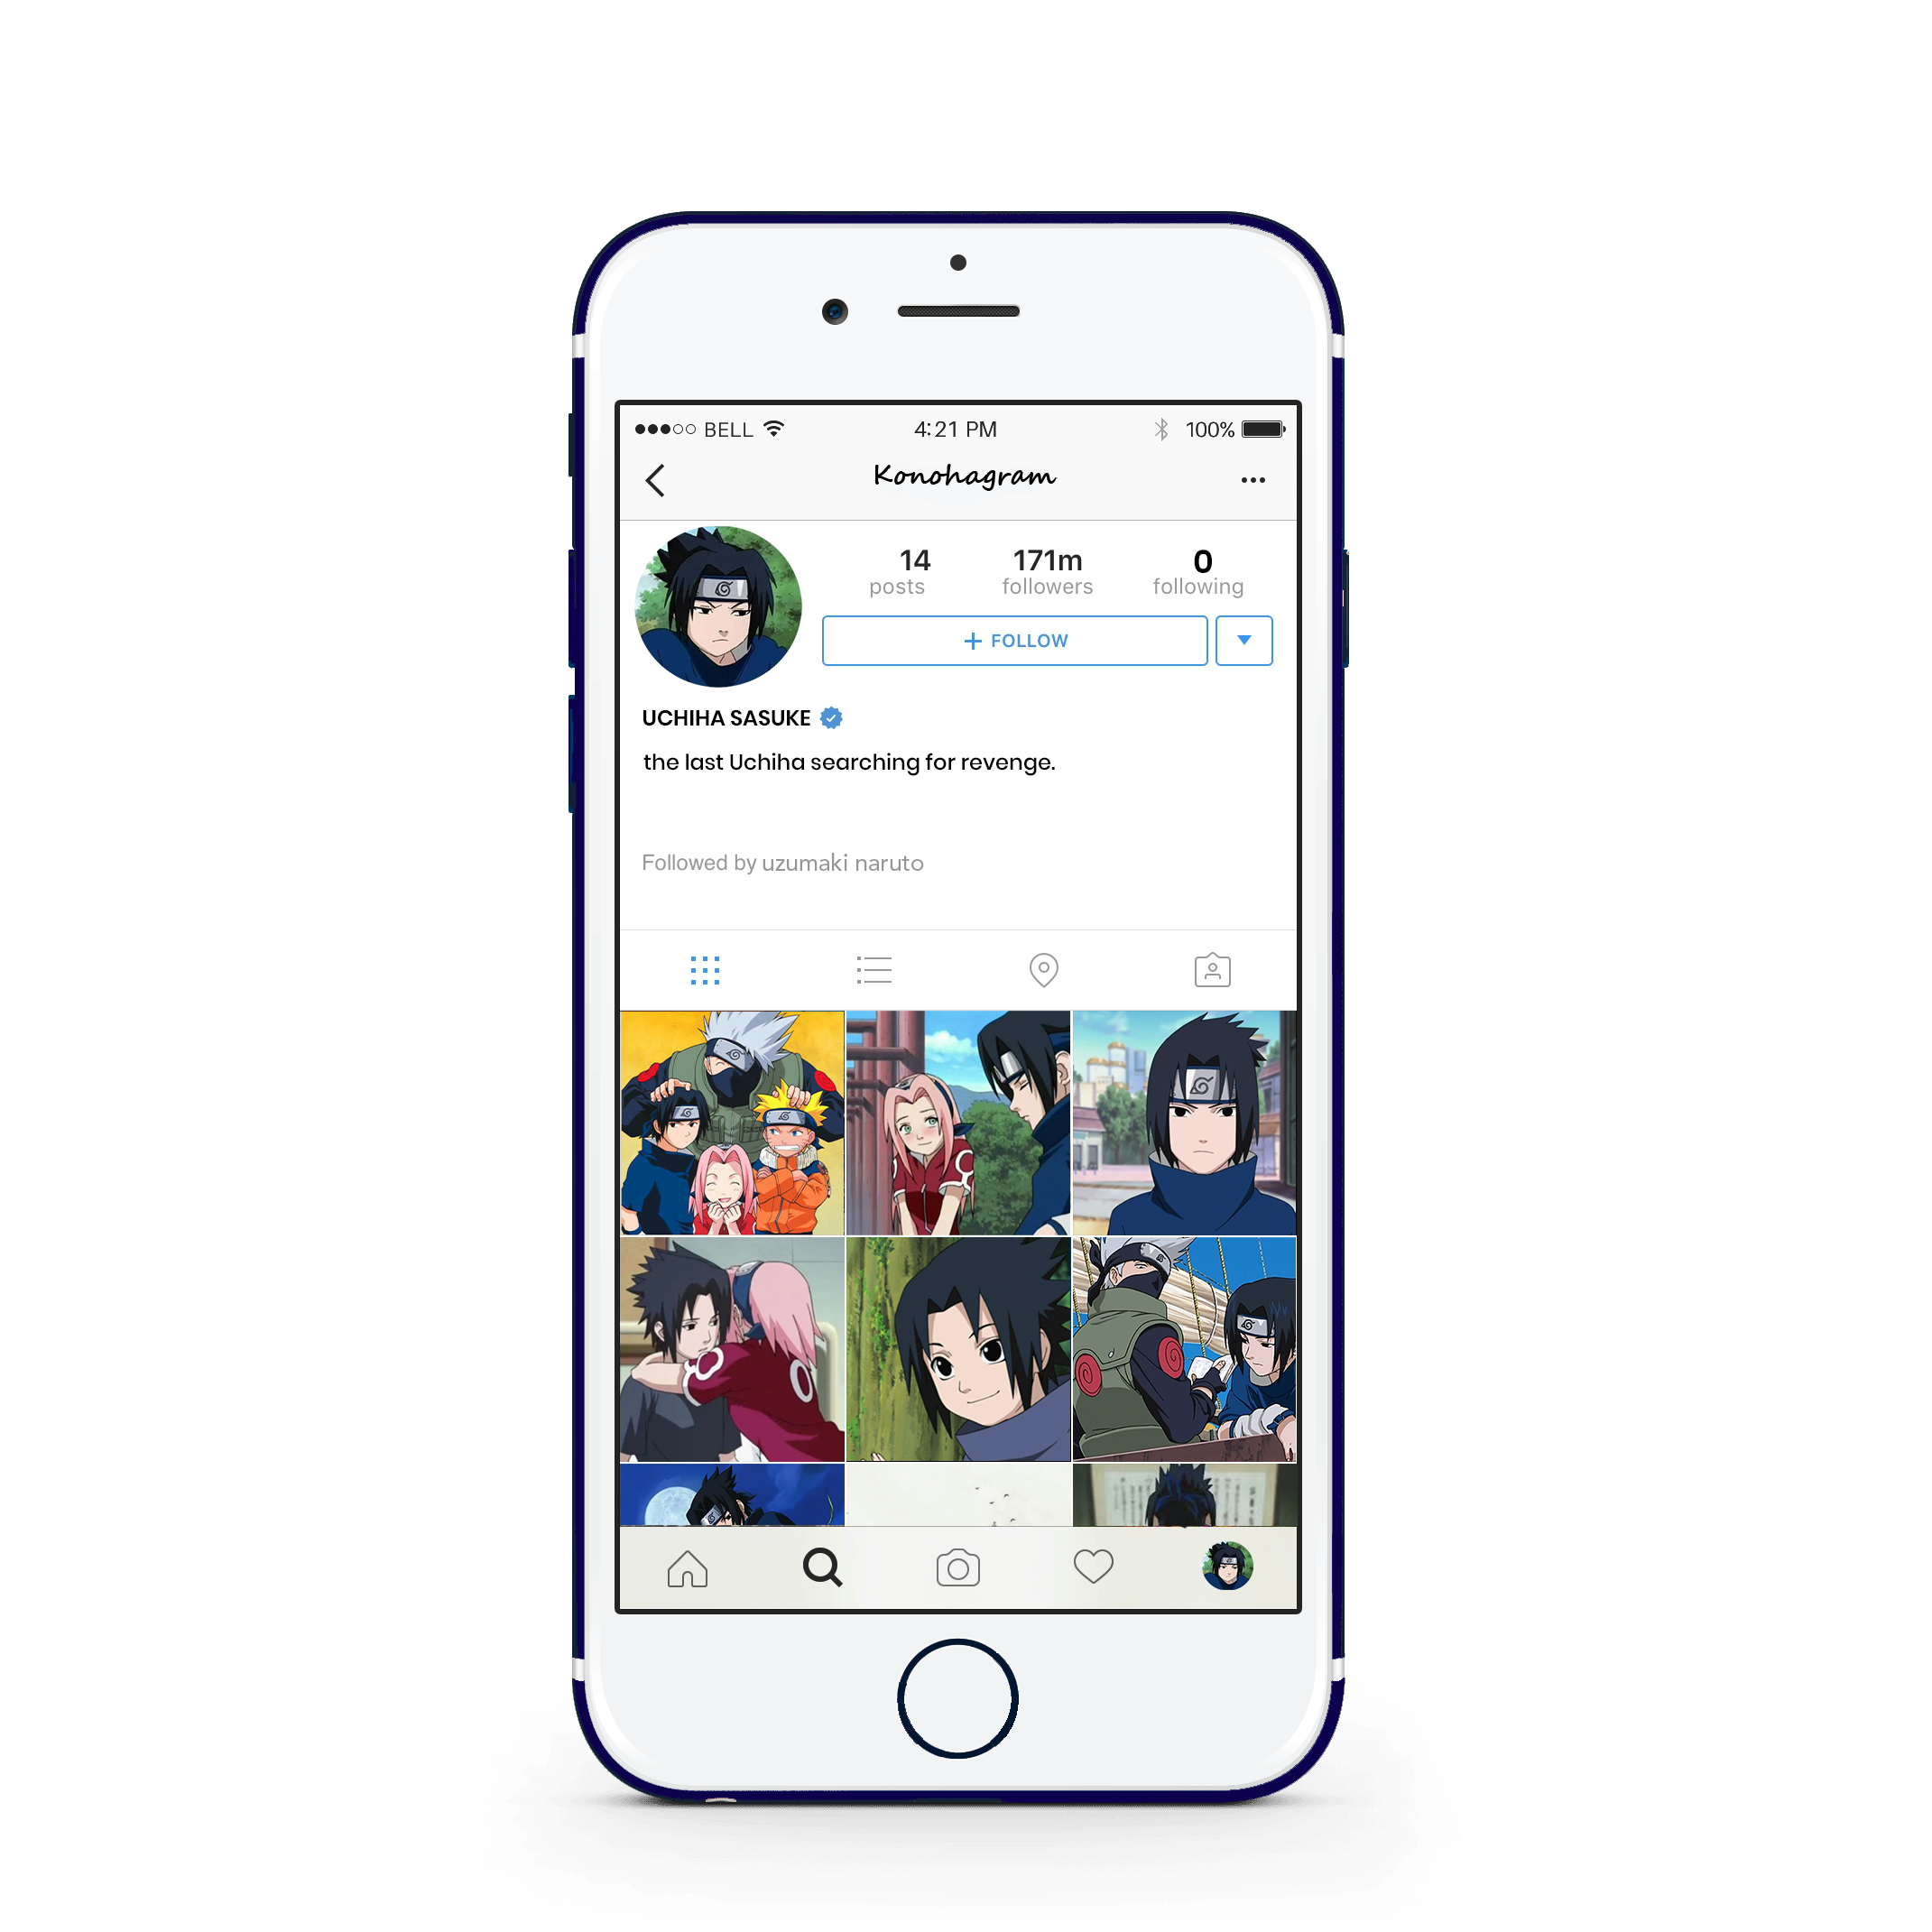 BELL 4:21 PM 100%
Konohagram
14 171m 0
posts followers following
+ FOLLOW
UCHIHA SASUKE
the last Uchiha searching for revenge.
Followed by uzumaki naruto